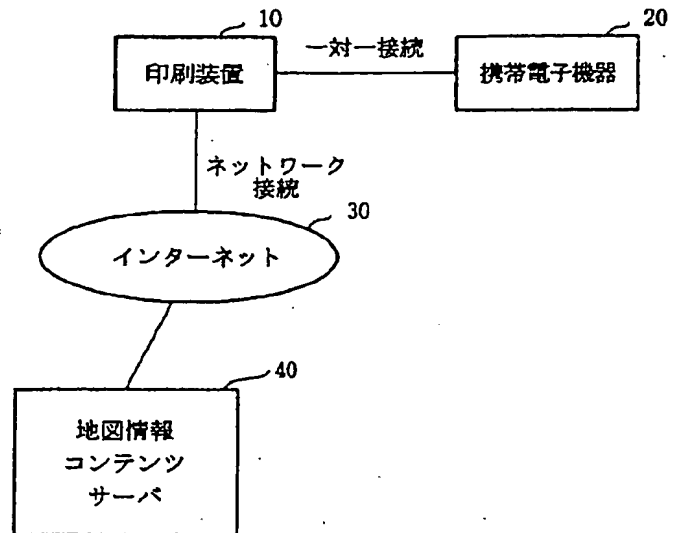 10
20
印刷装置
一対一接続
携帯電子機器
ネットワーク
接続
30
インターネット
40
地図情報
コンテンツ
サーバ